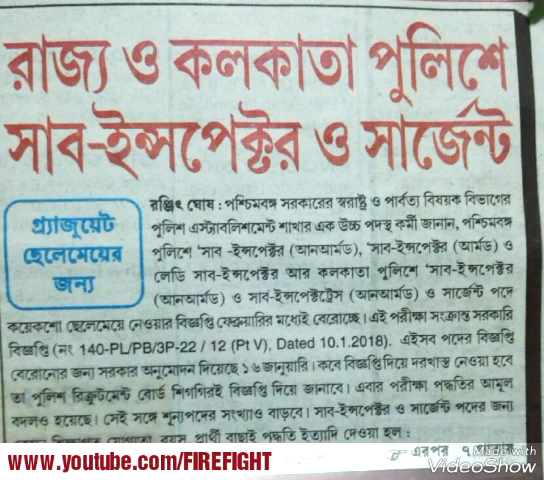 রাজ্য ও কলকাতা পুলিশে
সাব-ইন্সপেক্টর ও সার্জেন্ট
গ্র্যাজুয়েট
ছেলেমেয়ের
জন্য
রঞ্জিৎ ঘোষ : পশ্চিমবঙ্গ সরকারের স্বরাষ্ট্র ও পার্বত্য বিষয়ক বিভাগের
পুলিশ এস্টাবলিশমেন্ট শাখার এক উচ্চ পদস্থ কর্মী জানান, পশ্চিমবঙ্গ
পুলিশে 'সাব-ইন্সপেক্টর (আনআর্মড), 'সাব-ইন্সপেক্টর (আর্মড) ও
লেডি সাব-ইন্সপেক্টর আর কলকাতা পুলিশে 'সাব-ইন্সপেক্টর
(আনআর্মড) ও সাব-ইন্সপেক্ট্রেস (আনআর্মড) ও সার্জেন্ট পদে
কয়েকশো ছেলেমেয়ে নেওয়ার বিজ্ঞপ্তি ফেব্রুয়ারির মধ্যেই বেরোচ্ছে। এই পরীক্ষা সংক্রান্ত সরকারি
বিজ্ঞপ্তি (নং 140-PL/PB/3P-22 / 12 (Pt V), Dated 10.1.2018). এইসব পদের বিজ্ঞপ্তি
বেরোনোর জন্য সরকার অনুমোদন দিয়েছে ১৬ জানুয়ারি। কবে বিজ্ঞপ্তি দিয়ে দরখাস্ত নেওয়া হবে
তা পুলিশ রিক্রুটমেন্ট বোর্ড শিগগিরই বিজ্ঞপ্তি দিয়ে জানাবে। এবার পরীক্ষা পদ্ধতির আমূল
বদলও হয়েছে। সেই সঙ্গে শূন্যপদের সংখ্যাও বাড়বে। সাব-ইন্সপেক্টর ও সার্জেন্ট পদের জন্য
যোগ্যতা, বয়স, প্রার্থী বাছাই পদ্ধতি ইত্যাদি দেওয়া হল :
এরপর ৭
www.youtube.com/FIREFIGHT
Made with
VideoShow